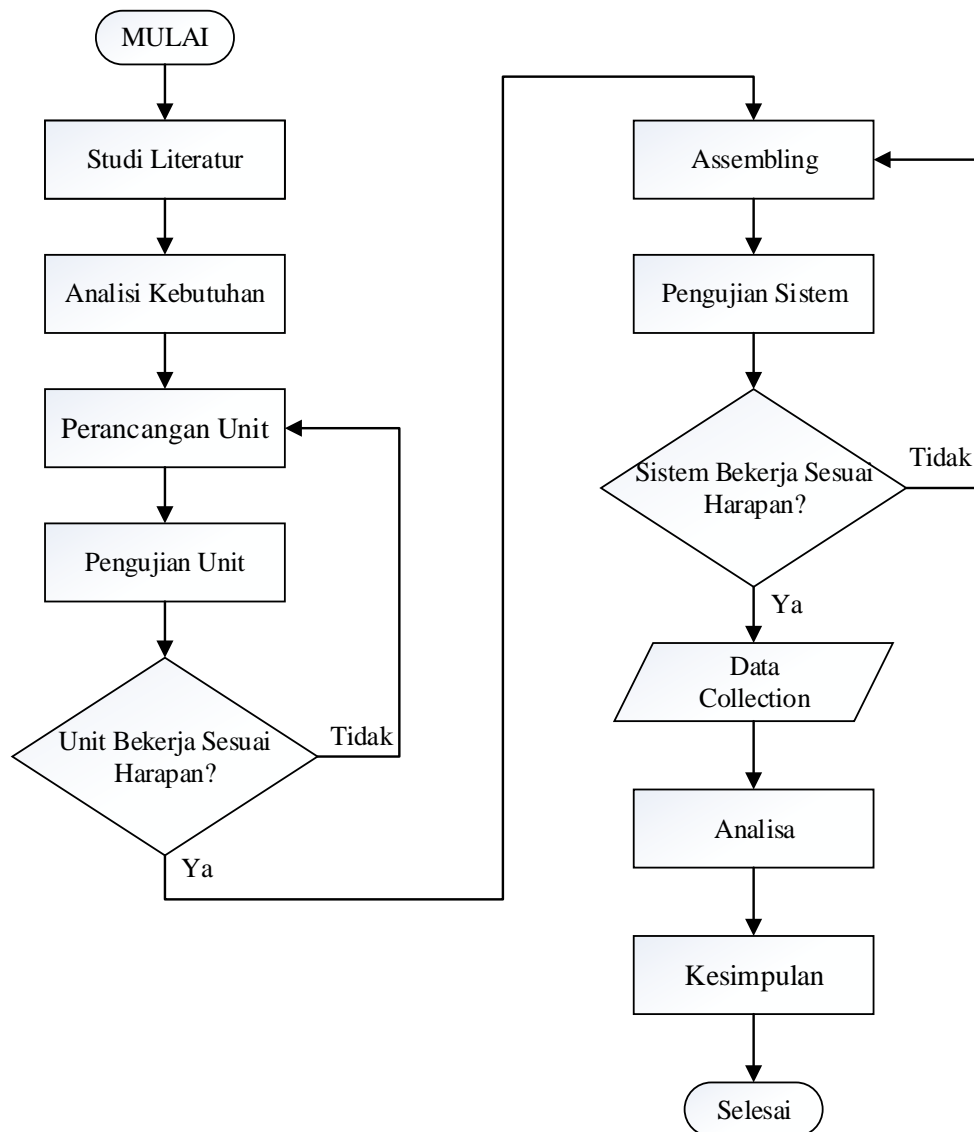 MULAI
Studi Literatur
Analisi Kebutuhan
Perancangan Unit
Pengujian Unit
Unit Bekerja Sesuai
Harapan?
Tidak
Ya
Assembling
Pengujian Sistem
Sistem Bekerja Sesuai
Harapan?
Tidak
Ya
Data
Collection
Analisa
Kesimpulan
Selesai